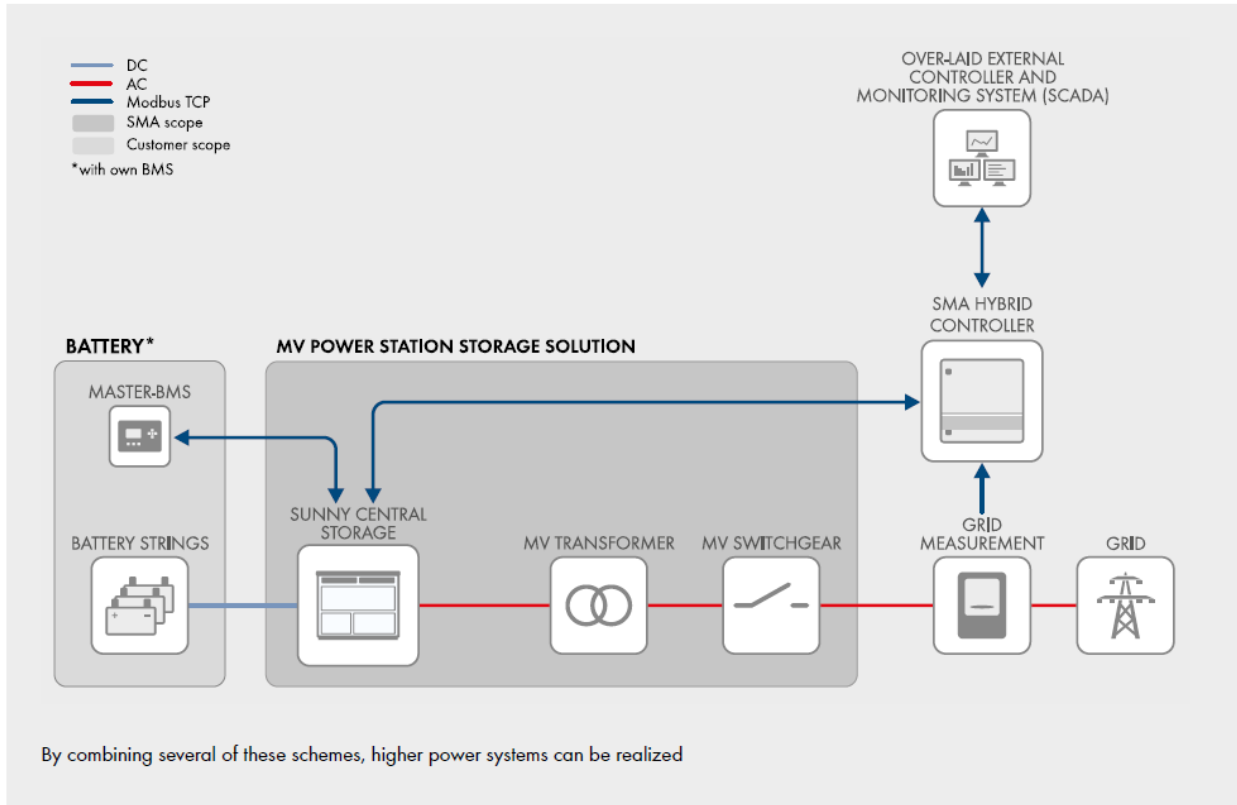 DC
AC
Modbus TCP
SMA scope
Customer scope
*with own BMS
OVER-LAID EXTERNAL
CONTROLLER AND
MONITORING SYSTEM (SCADA)
SMA HYBRID
CONTROLLER
BATTERY*
MV POWER STATION STORAGE SOLUTION
MASTER-BMS
SUNNY CENTRAL
STORAGE
BATTERY STRINGS
MV TRANSFORMER
MV SWITCHGEAR
GRID
MEASUREMENT
GRID
By combining several of these schemes, higher power systems can be realized